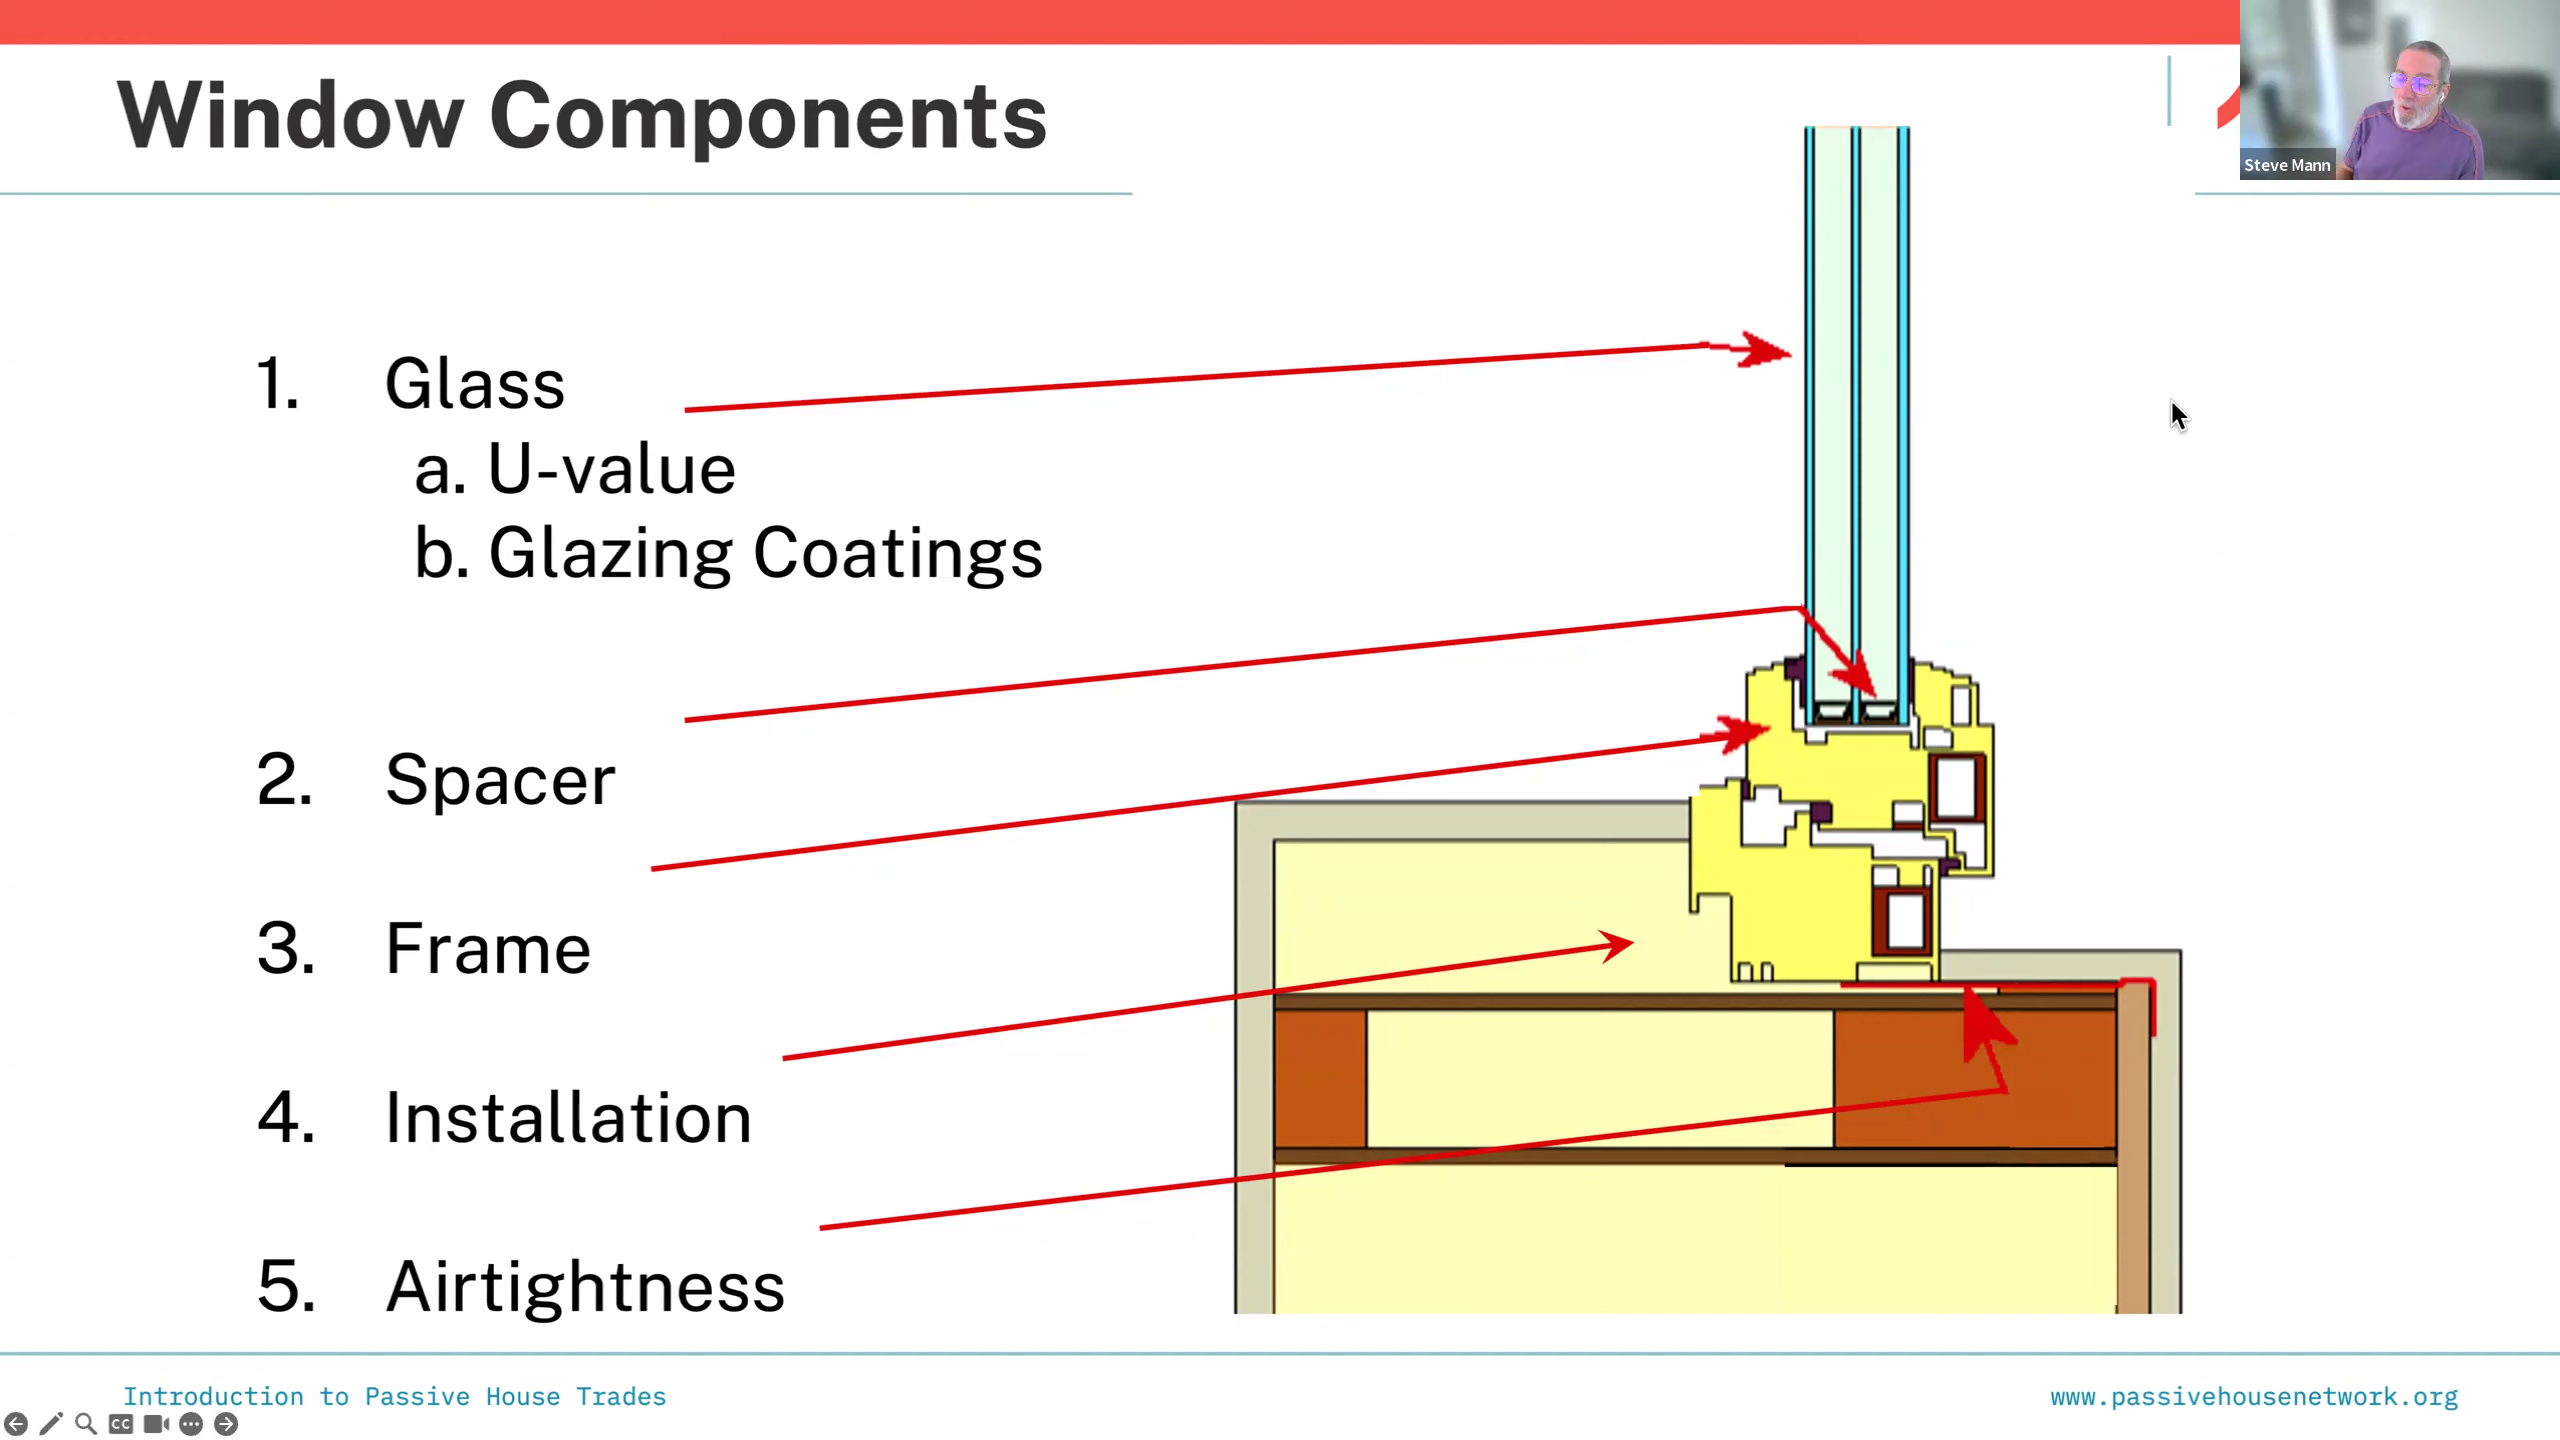 Window Components
Steve Mann
1. Glass
a. U-value
b. Glazing Coatings
2. Spacer
3. Frame
4. Installation
5. Airtightness
Introduction to Passive House Trades
www.passivehousenetwork.org
CC